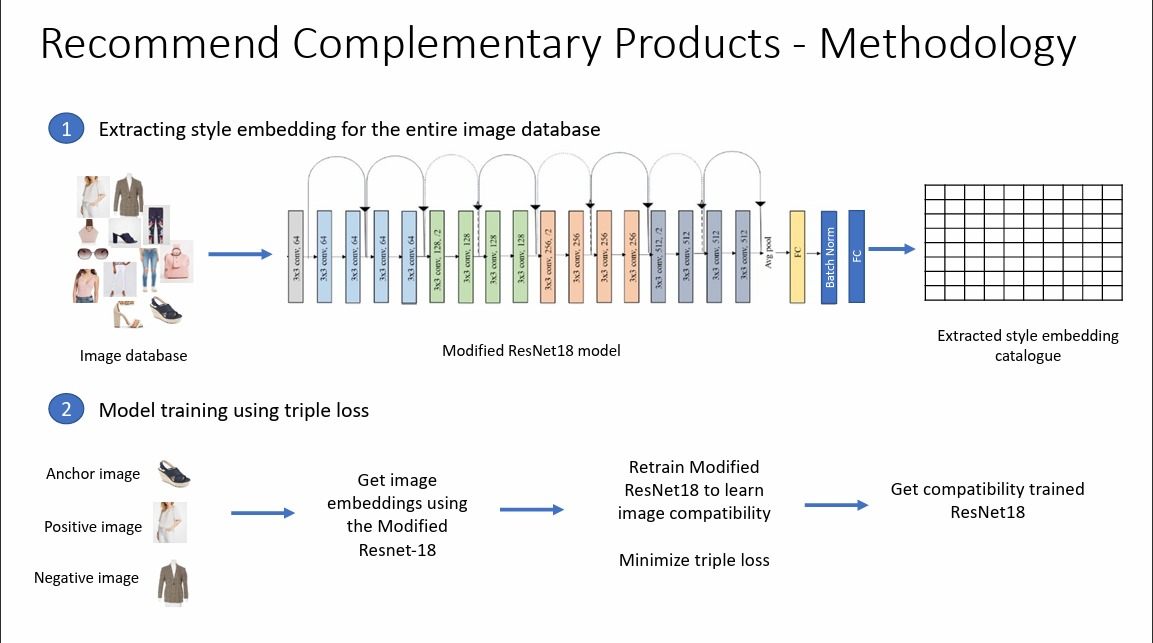 Recommend Complementary Products - Methodology
1
Extracting style embedding for the entire image database
3x3 conv, 64
3x3 conv, 64
3x3 conv, 64
3x3 conv, 64
3x3 conv, 64
3x3 conv, 128, /2
3x3 conv, 128
3x3 conv, 128
3x3 conv, 128
3x3 conv, 256, /2
3x3 conv, 256
3x3 conv, 256
3x3 conv, 256
3x3 conv, 512, /2
3x3 conv, 512
3x3 conv, 512
3x3 conv, 512
Avg pool
FC
Batch Norm
FC
Image database
Modified ResNet18 model
Extracted style embedding
catalogue
2
Model training using triple loss
Anchor image
Positive image
Negative image
Get image
embeddings using
the Modified
Resnet-18
Retrain Modified
ResNet18 to learn
image compatibility
Minimize triple loss
Get compatibility trained
ResNet18